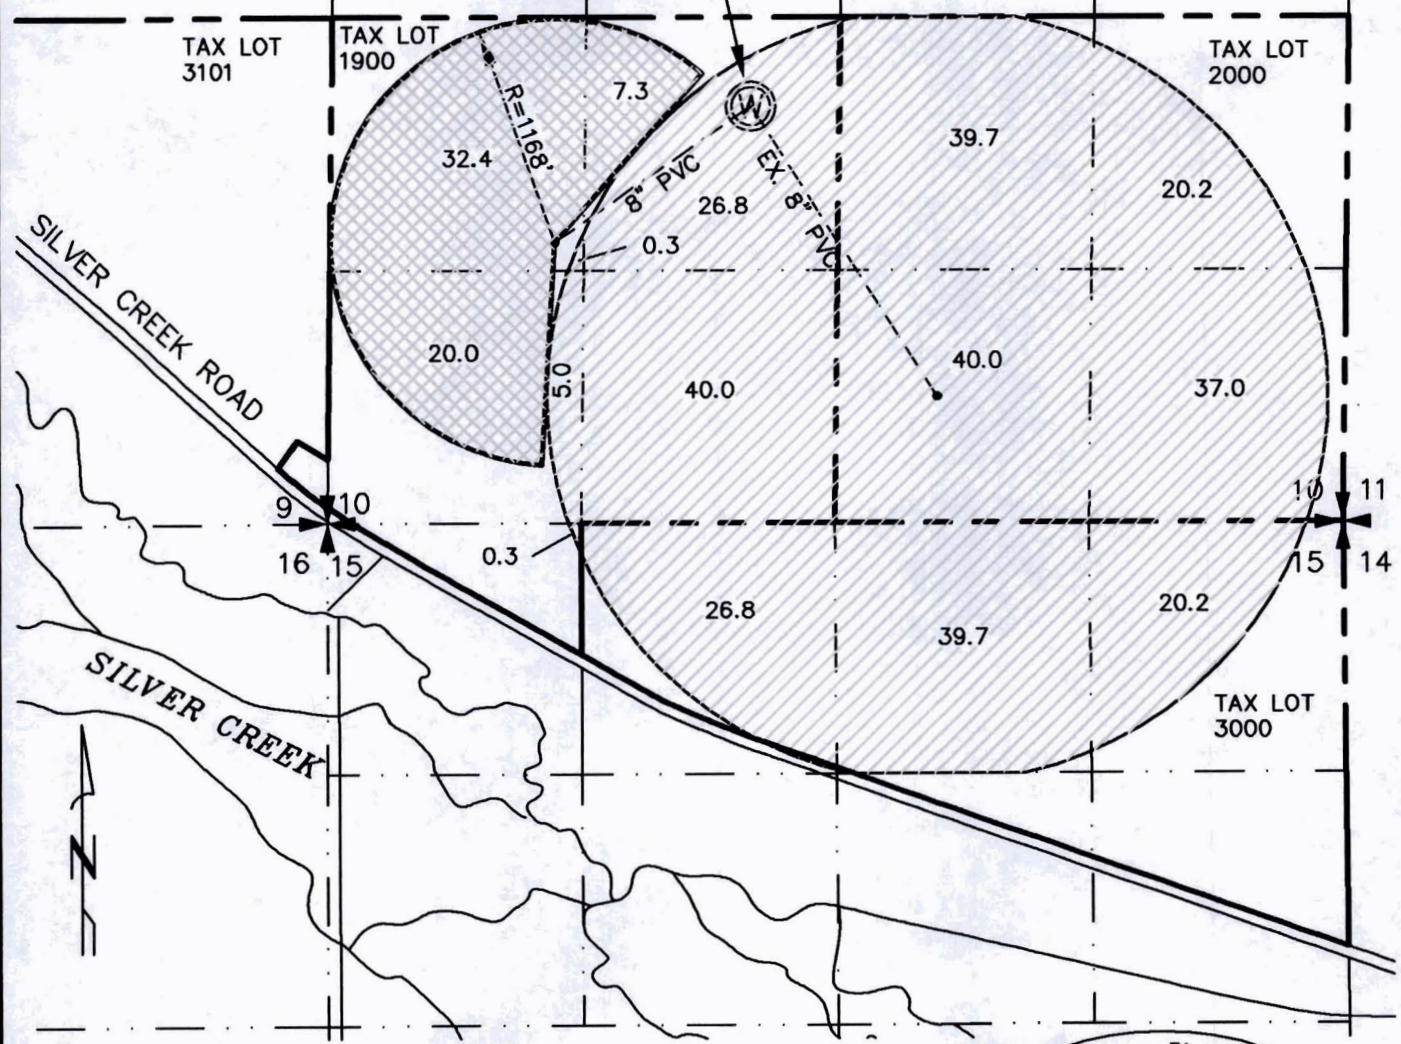 TAX LOT
3101
TAX LOT
1900
TAX LOT
2000
7.3
R=1168'
32.4
W
39.7
20.2
8" PVC
EX. 8" PVC
26.8
0.3
SILVER CREEK ROAD
20.0
5.0
40.0
40.0
37.0
9
10
10
11
16
15
15
14
0.3
26.8
39.7
20.2
SILVER CREEK
TAX LOT
3000
N